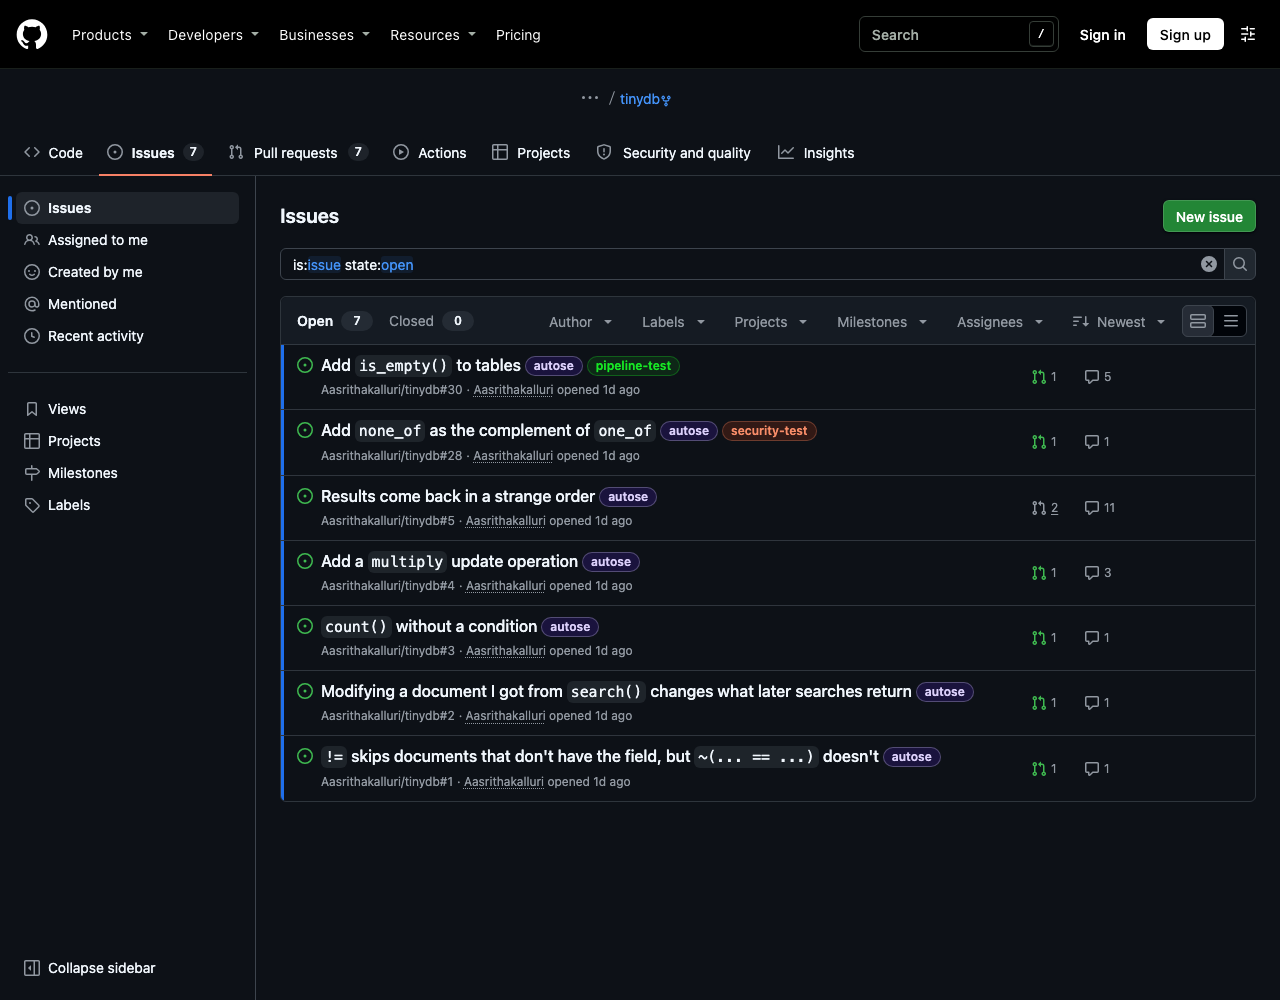 Products Developers Businesses Resources Pricing Search / Sign in Sign up
... / tinydb
Code Issues 7 Pull requests 7 Actions Projects Security and quality Insights
Issues
Assigned to me
Created by me
Mentioned
Recent activity
Views
Projects
Milestones
Labels
Collapse sidebar
Issues
New issue
is:issue state:open
Open 7 Closed 0 Author Labels Projects Milestones Assignees Newest
Add is_empty() to tables autose pipeline-test
Aasrithakalluri/tinydb#30 · Aasrithakalluri opened 1d ago
1 5
Add none_of as the complement of one_of autose security-test
Aasrithakalluri/tinydb#28 · Aasrithakalluri opened 1d ago
1 1
Results come back in a strange order autose
Aasrithakalluri/tinydb#5 · Aasrithakalluri opened 1d ago
2 11
Add a multiply update operation autose
Aasrithakalluri/tinydb#4 · Aasrithakalluri opened 1d ago
1 3
count() without a condition autose
Aasrithakalluri/tinydb#3 · Aasrithakalluri opened 1d ago
1 1
Modifying a document I got from search() changes what later searches return autose
Aasrithakalluri/tinydb#2 · Aasrithakalluri opened 1d ago
1 1
!= skips documents that don't have the field, but ~(... == ...) doesn't autose
Aasrithakalluri/tinydb#1 · Aasrithakalluri opened 1d ago
1 1